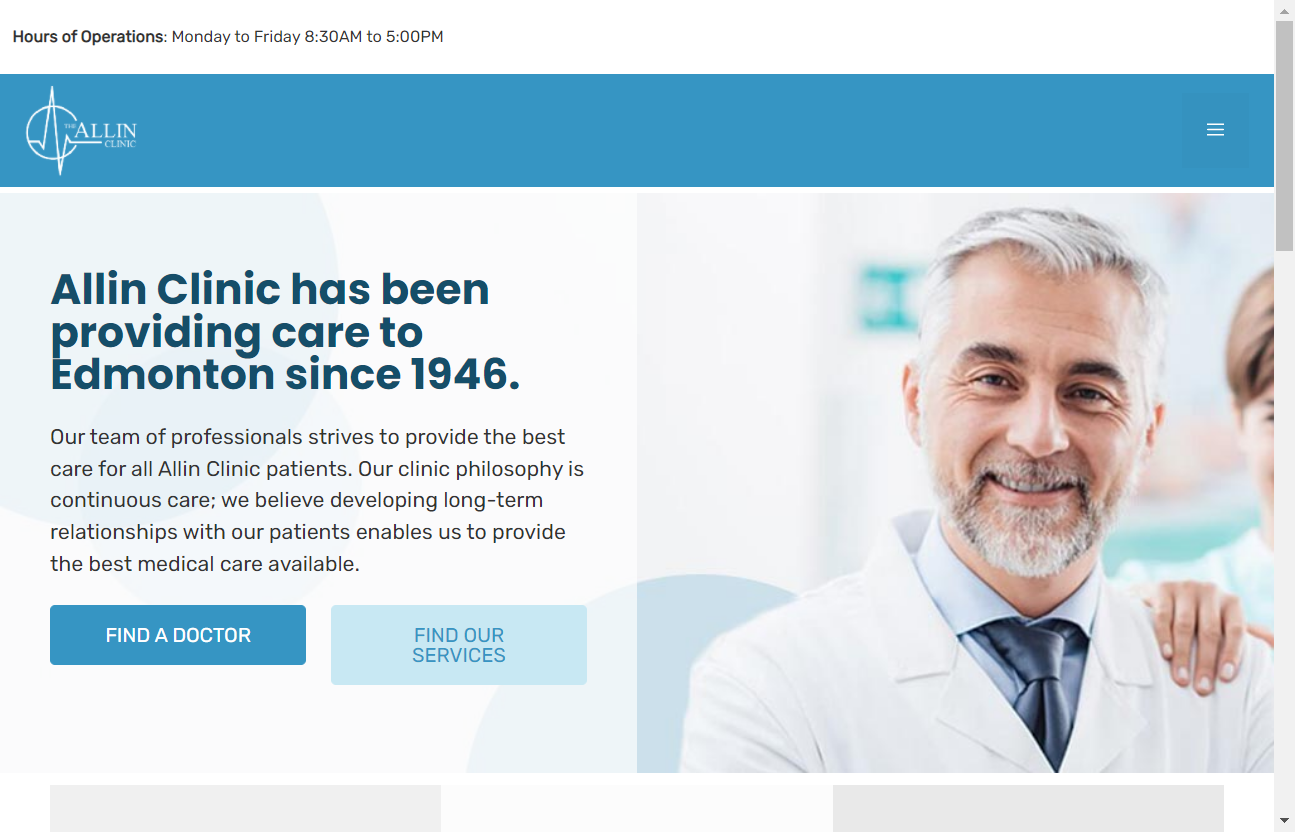 Hours of Operations: Monday to Friday 8:30AM to 5:00PM
THE ALLIN
CLINIC
Allin Clinic has been
providing care to
Edmonton since 1946.
Our team of professionals strives to provide the best
care for all Allin Clinic patients. Our clinic philosophy is
continuous care; we believe developing long-term
relationships with our patients enables us to provide
the best medical care available.
FIND A DOCTOR
FIND OUR
SERVICES